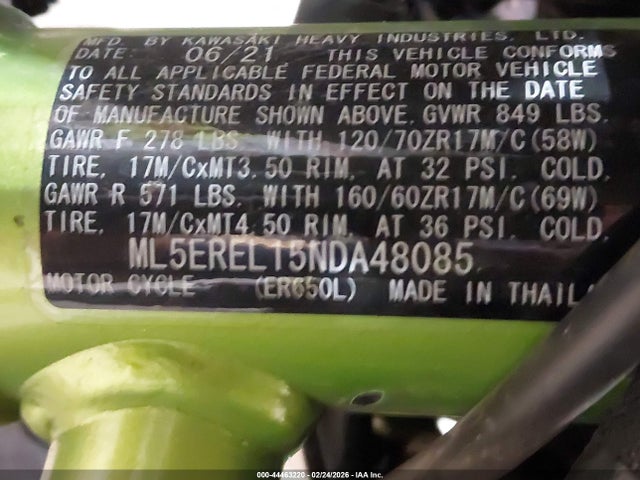 MFD. BY KAWASAKI HEAVY INDUSTRIES. LTD.
DATE: 06/21 THIS VEHICLE CONFORMS
TO ALL APPLICABLE FEDERAL MOTOR VEHICLE
SAFETY STANDARDS IN EFFECT ON THE DATE
OF MANUFACTURE SHOWN ABOVE. GVWR 849 LBS.
GAWR F 278 LBS. WITH 120/70ZR17M/C(58W)
TIRE. 17M/CxMT3.50 RIM. AT 32 PSI. COLD.
GAWR R 571 LBS. WITH 160/60ZR17M/C(69W)
TIRE. 17M/CxMT4.50 RIM. AT 36 PSI. COLD.
ML5EREL15NDA48085
MOTOR CYCLE (ER650L) MADE IN
000-44463220 - 02/24/2026 - IAA Inc.